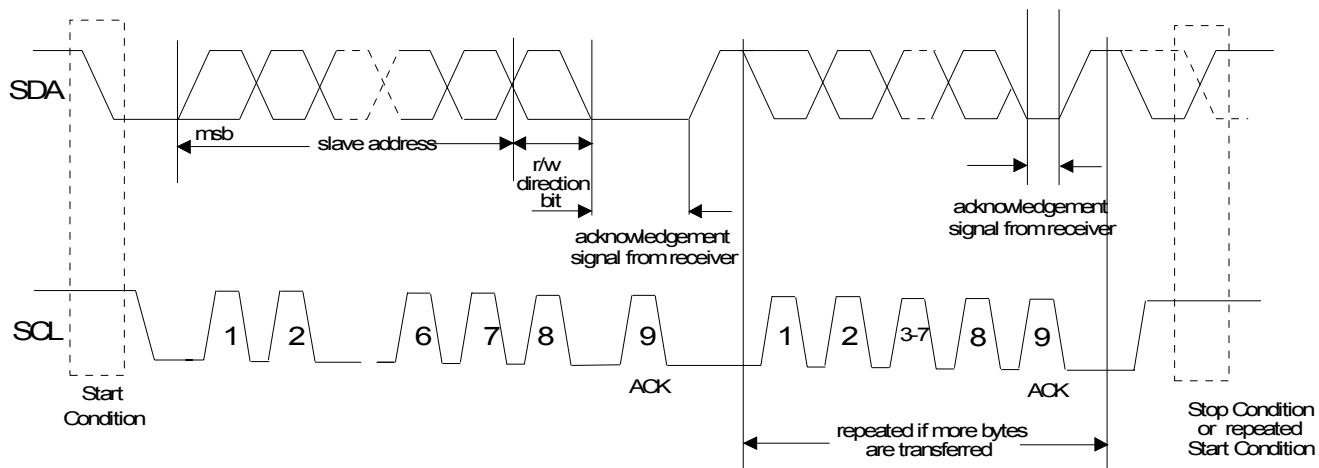 SDA
msb
slave address
r/w
direction
bit
acknowledgement
signal from receiver
acknowledgement
signal from receiver
SCL
1
2
6
7
8
9
1
2
3-7
8
9
ACK
ACK
Start
Condition
repeated if more bytes
are transferred
Stop Condition
or repeated
Start Condition